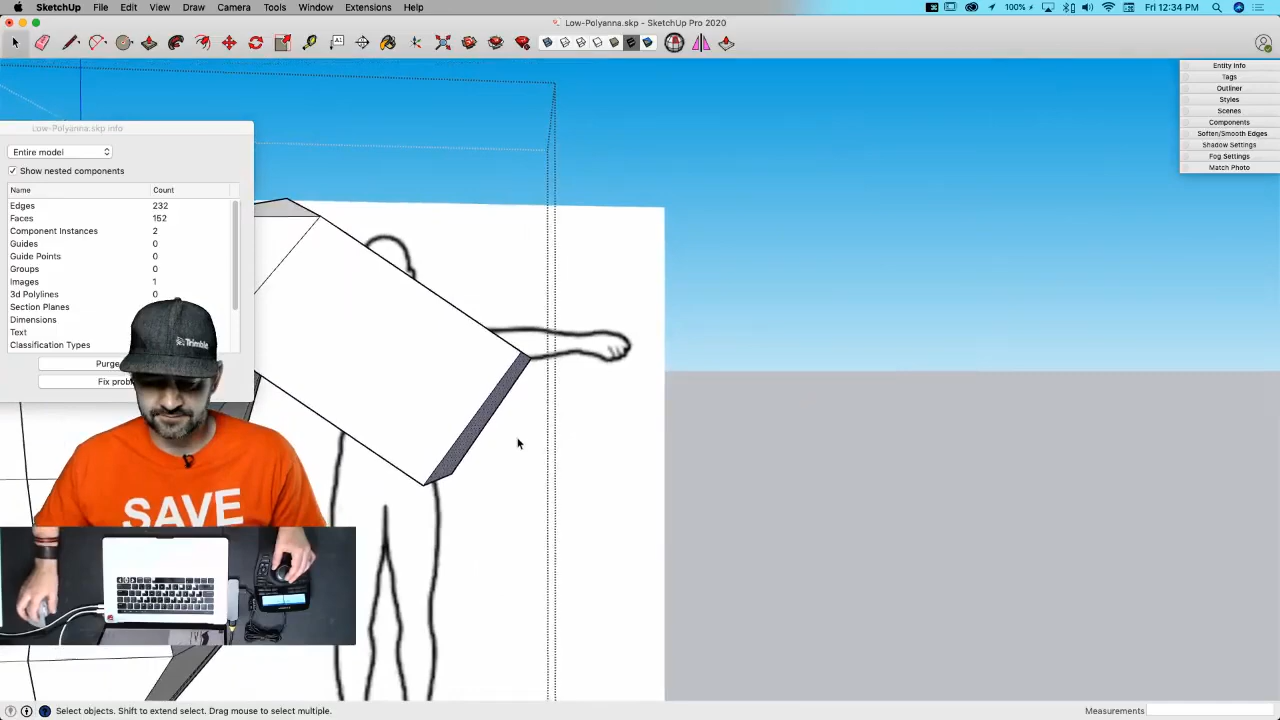 SketchUp File Edit View Draw Camera Tools Window Extensions Help
100% Fri 12:34 PM
Low-Polyanna.skp - SketchUp Pro 2020
Entity Info
Tags
Outliner
Styles
Scenes
Components
Soften/Smooth Edges
Shadow Settings
Fog Settings
Match Photo
Low-Polyanna.skp info
Entire model
Show nested components
Name Count
Edges 232
Faces 152
Component Instances 2
Guides 0
Guide Points 0
Groups 0
Images 1
3d Polylines 0
Section Planes
Dimensions
Text
Classification Types
Purge
Fix prob
Trimble
SAVE
Select objects. Shift to extend select. Drag mouse to select multiple.
Measurements